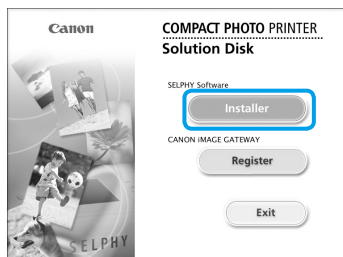 Canon
COMPACT PHOTO PRINTER
Solution Disk
SELPHY Software
Installer
CANON iMAGE GATEWAY
Register
Exit
SELPHY